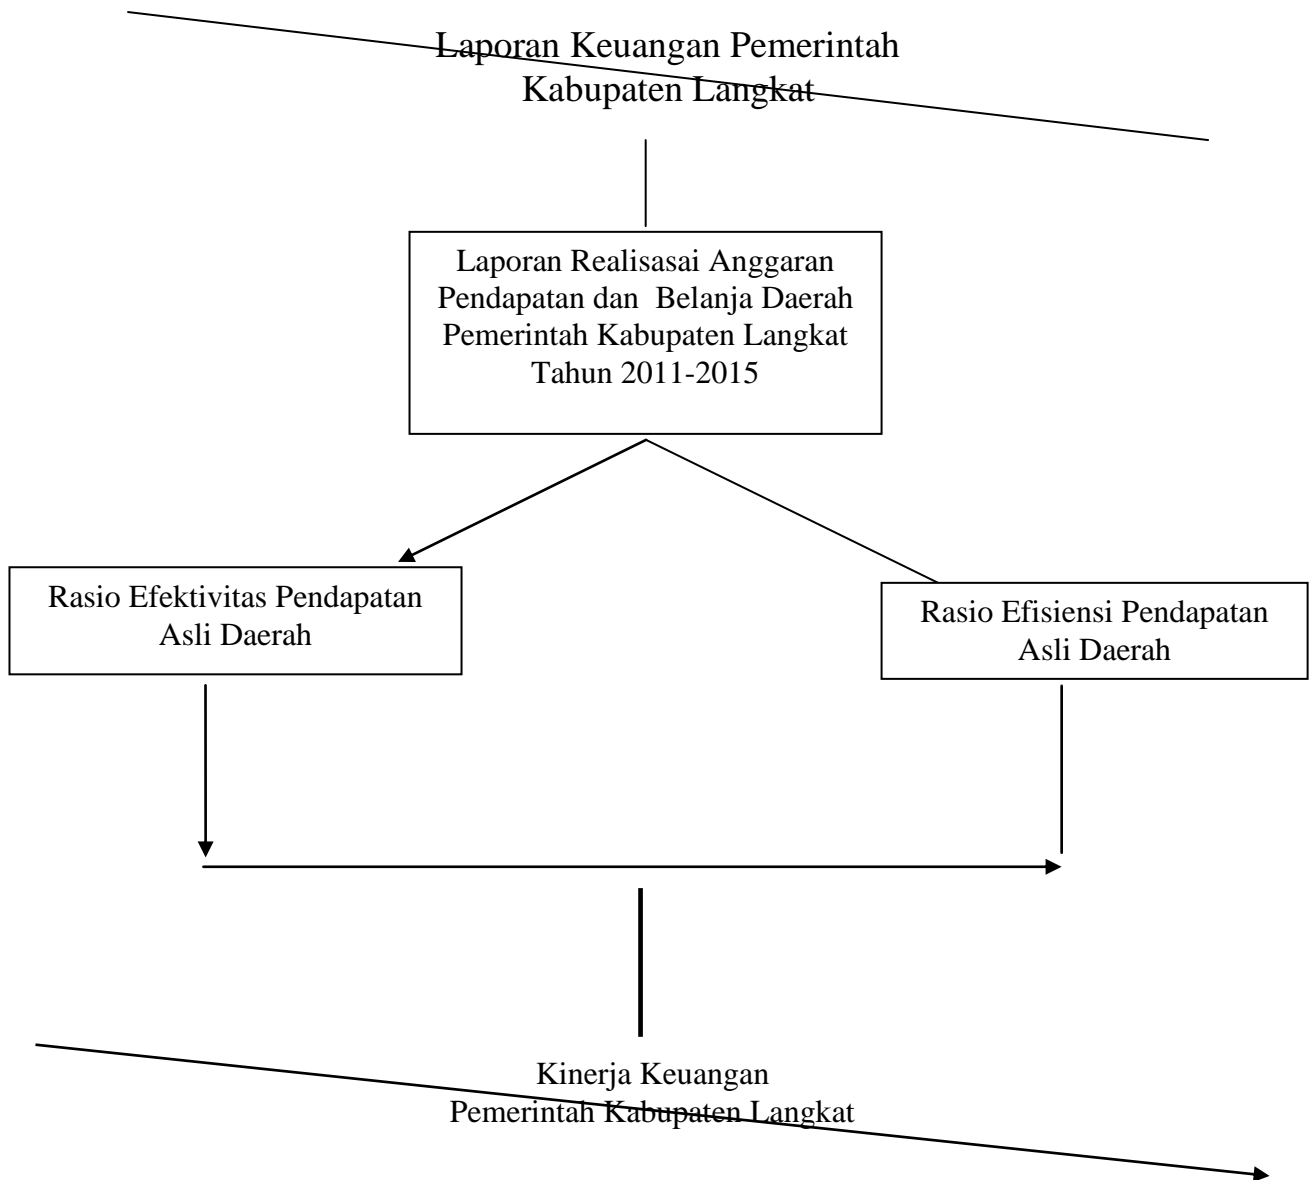 Laporan Keuangan Pemerintah
Kabupaten Langkat
Laporan Realisasai Anggaran
Pendapatan dan  Belanja Daerah
Pemerintah Kabupaten Langkat
Tahun 2011-2015
Rasio Efektivitas Pendapatan
Asli Daerah
Rasio Efisiensi Pendapatan
Asli Daerah
Kinerja Keuangan
Pemerintah Kabupaten Langkat